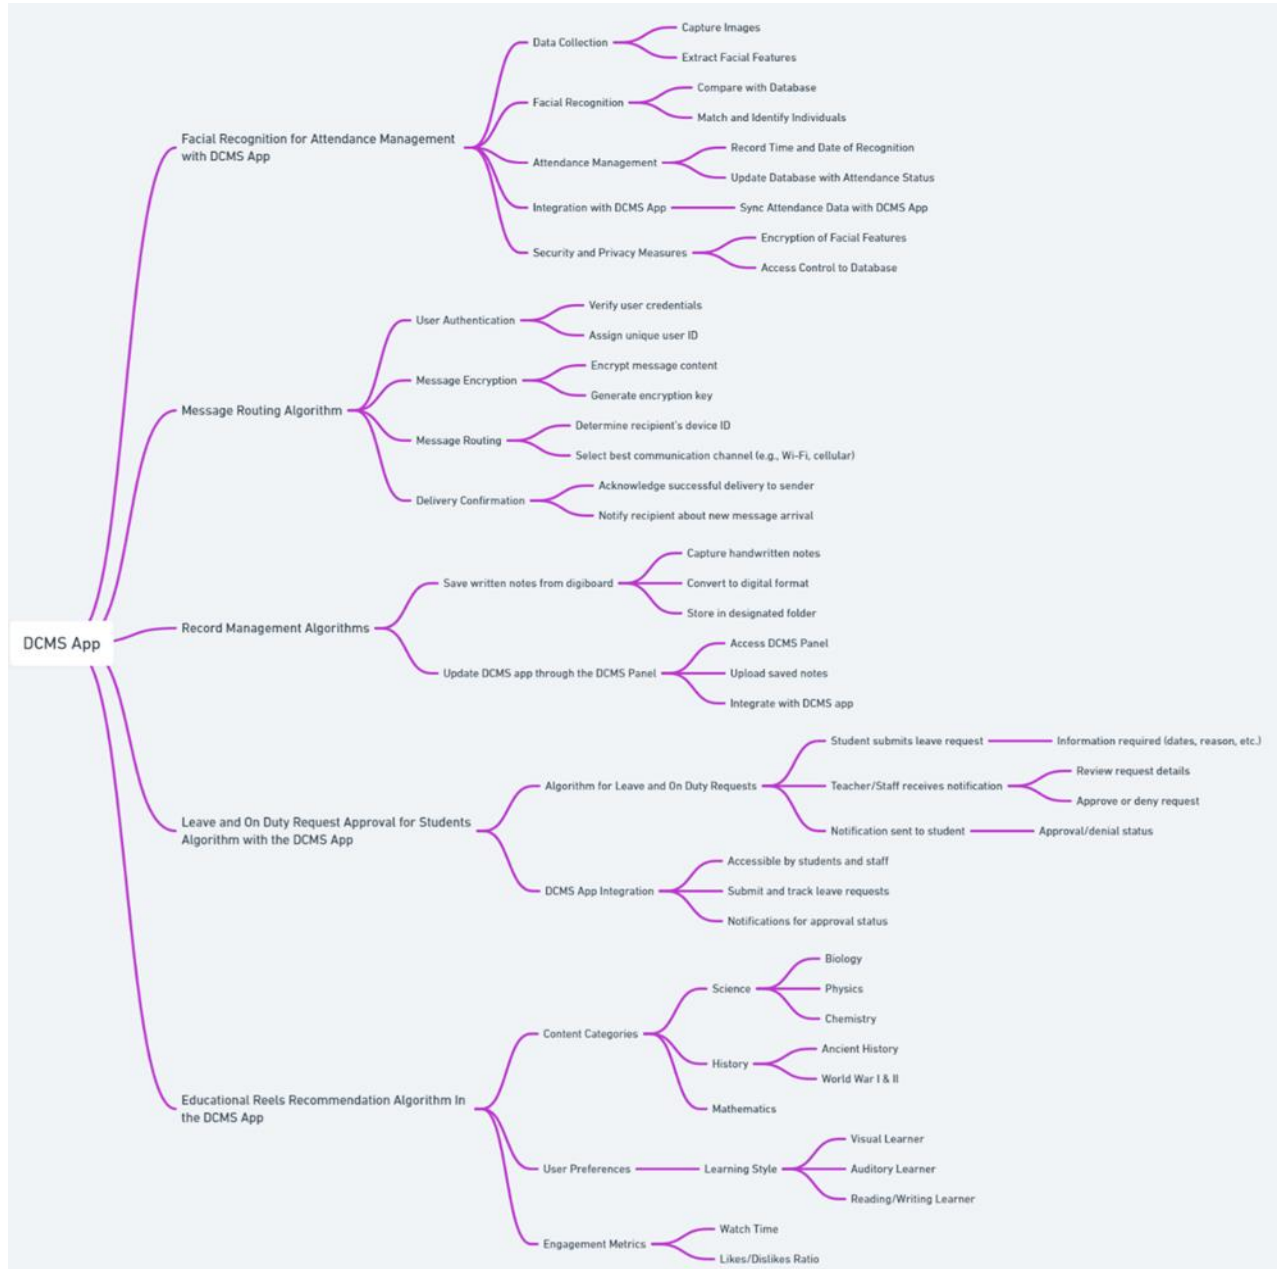 DCMS App
Facial Recognition for Attendance Management
with DCMS App
Data Collection
Capture Images
Extract Facial Features
Facial Recognition
Compare with Database
Match and Identify Individuals
Attendance Management
Record Time and Date of Recognition
Update Database with Attendance Status
Integration with DCMS App
Sync Attendance Data with DCMS App
Security and Privacy Measures
Encryption of Facial Features
Access Control to Database
Message Routing Algorithm
User Authentication
Verify user credentials
Assign unique user ID
Message Encryption
Encrypt message content
Generate encryption key
Message Routing
Determine recipient's device ID
Select best communication channel (e.g., Wi-Fi, cellular)
Delivery Confirmation
Acknowledge successful delivery to sender
Notify recipient about new message arrival
Record Management Algorithms
Save written notes from digiboard
Capture handwritten notes
Convert to digital format
Store in designated folder
Update DCMS app through the DCMS Panel
Access DCMS Panel
Upload saved notes
Integrate with DCMS app
Leave and On Duty Request Approval for Students
Algorithm with the DCMS App
Algorithm for Leave and On Duty Requests
Student submits leave request
Information required (dates, reason, etc.)
Teacher/Staff receives notification
Review request details
Approve or deny request
Notification sent to student
Approval/denial status
DCMS App Integration
Accessible by students and staff
Submit and track leave requests
Notifications for approval status
Educational Reels Recommendation Algorithm In
the DCMS App
Content Categories
Science
Biology
Physics
Chemistry
History
Ancient History
World War I & II
Mathematics
User Preferences
Learning Style
Visual Learner
Auditory Learner
Reading/Writing Learner
Engagement Metrics
Watch Time
Likes/Dislikes Ratio